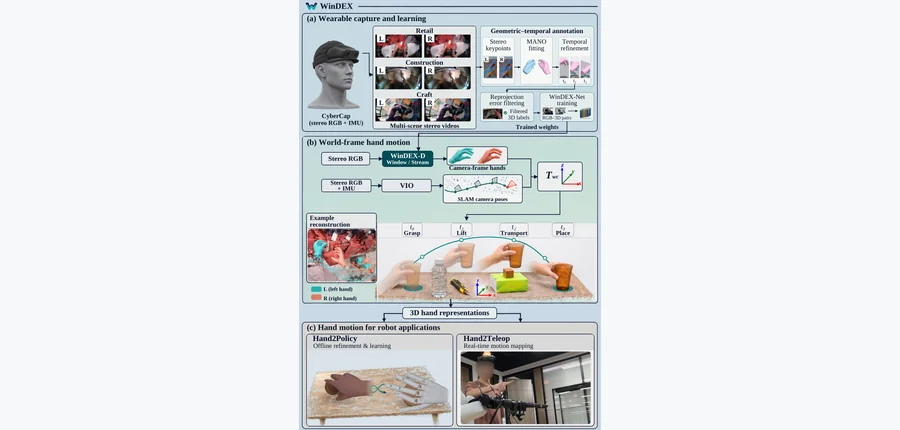 WinDEX
(a) Wearable capture and learning
CyberCap
(stereo RGB + IMU)
Retail
L
R
Construction
L
R
Craft
L
R
Multi-scene stereo videos
Geometric–temporal annotation
Stereo
keypoints
L
R
MANO
fitting
Temporal
refinement
Reprojection
error filtering
Filtered
3D labels
WinDEX-Net
training
RGB–3D pairs
Trained weights
(b) World-frame hand motion
Stereo RGB
WinDEX-D
Window / Stream
Camera-frame hands
Stereo RGB
+ IMU
VIO
SLAM camera poses
Twc
Example
reconstruction
L (left hand)
R (right hand)
Grasp
Lift
Transport
Place
3D hand representations
(c) Hand motion for robot applications
Hand2Policy
Offline refinement & learning
Hand2Teleop
Real-time motion mapping